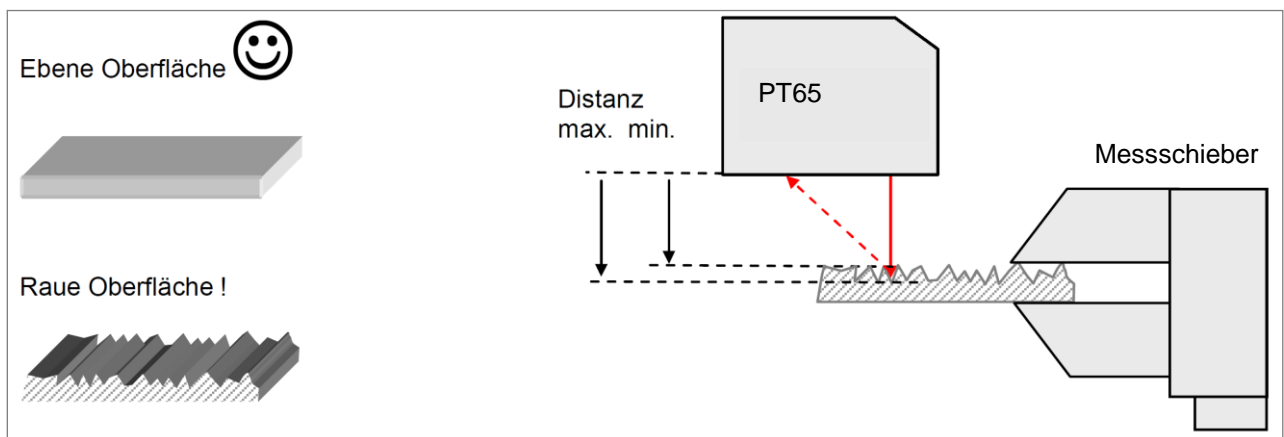 Ebene Oberfläche
Raue Oberfläche !
Distanz
max. min.
PT65
Messschieber